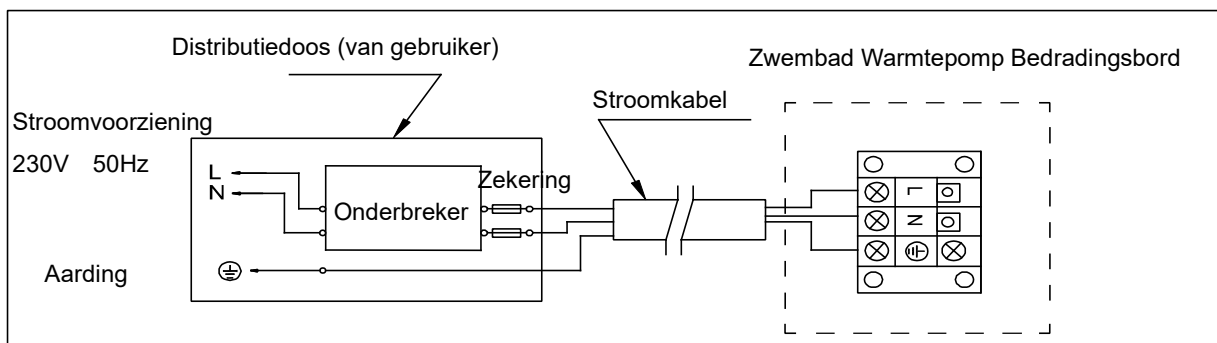 Distributiedoos (van gebruiker)
Zwembad Warmtepomp Bedradingsbord
Stroomkabel
Stroomvoorziening
230V 50Hz
L
N
Zekering
Onderbreker
Aarding
L
N